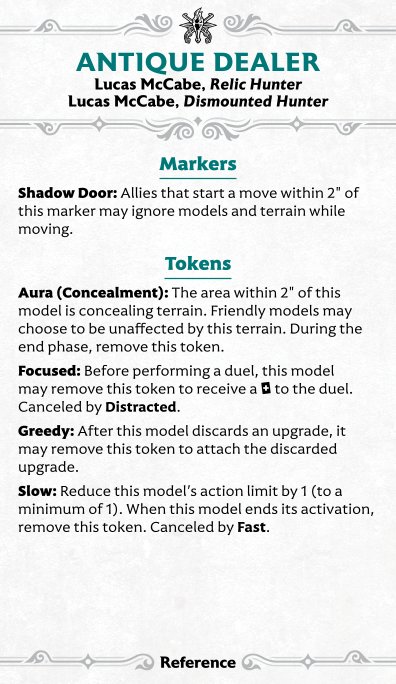 ANTIQUE DEALER
Lucas McCabe, Relic Hunter
Lucas McCabe, Dismounted Hunter
Markers
Shadow Door: Allies that start a move within 2" of
this marker may ignore models and terrain while
moving.
Tokens
Aura (Concealment): The area within 2" of this
model is concealing terrain. Friendly models may
choose to be unaffected by this terrain. During the
end phase, remove this token.
Focused: Before performing a duel, this model
may remove this token to receive a to the duel.
Canceled by Distracted.
Greedy: After this model discards an upgrade, it
may remove this token to attach the discarded
upgrade.
Slow: Reduce this model’s action limit by 1 (to a
minimum of 1). When this model ends its activation,
remove this token. Canceled by Fast.
Reference